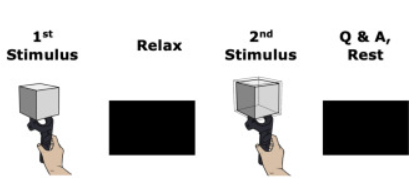 1st
Stimulus
Relax
2nd
Stimulus
Q & A,
Rest